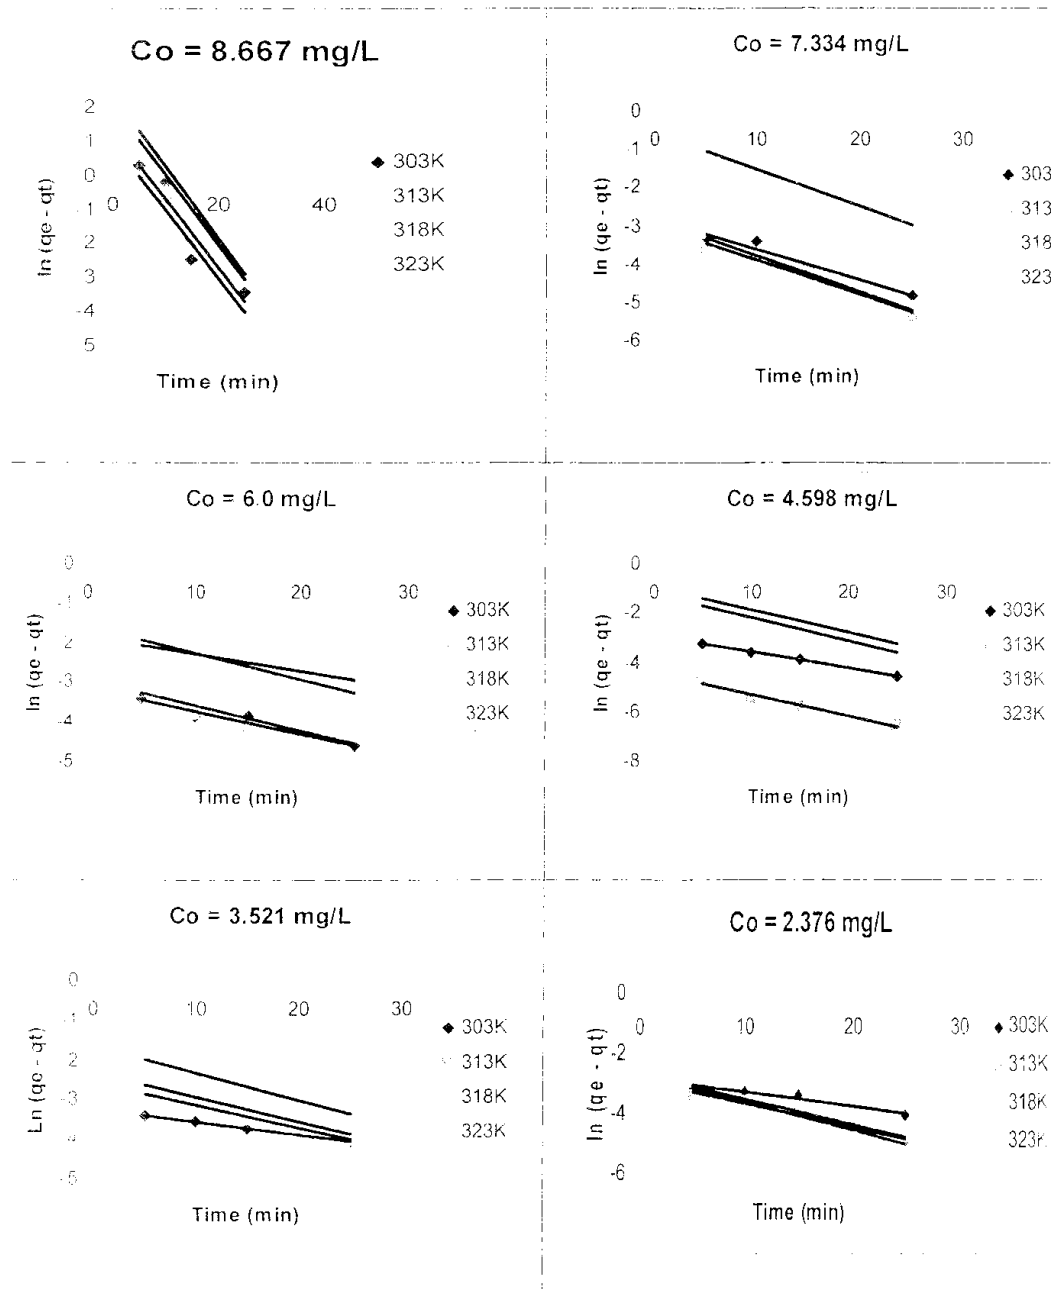 Co = 8.667 mg/L
2
1
0
-1
2
3
-4
5
0
20
40
ln (qe - qt)
Time (min)
303K
313K
318K
323K
Co = 7.334 mg/L
0
-1
-2
-3
-4
-5
-6
0
10
30
ln (qe - qt)
Time (min)
303
313
318
323
Co = 6.0 mg/L
0
-1
2
-3
-4
-5
0
10
20
30
ln (qe - qt)
Time (min)
303K
313K
318K
323K
Co = 4.598 mg/L
0
-2
-4
-6
-8
0
10
20
30
ln (qe - qt)
Time (min)
303K
313K
318K
323K
Co = 3.521 mg/L
0
-1
2
-3
-5
0
10
20
30
Ln (qe - qt)
Time (min)
303K
313K
318K
323K
Co = 2.376 mg/L
0
-2
-4
-6
0
10
20
30
ln (qe - qt)
Time (min)
303K
313K
318K
323K